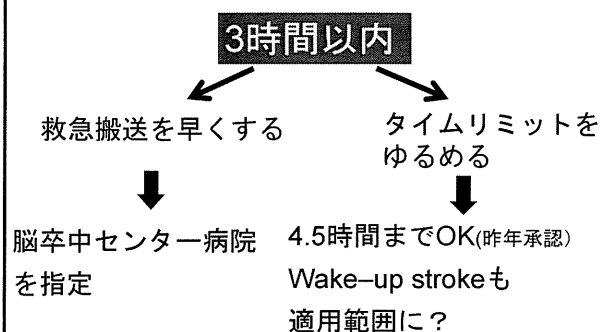 3時間以内
救急搬送を早くする
タイムリミットを
ゆるめる
脳卒中センター病院
を指定
4.5時間までOK(昨年承認)
Wake–up strokeも
適用範囲に？